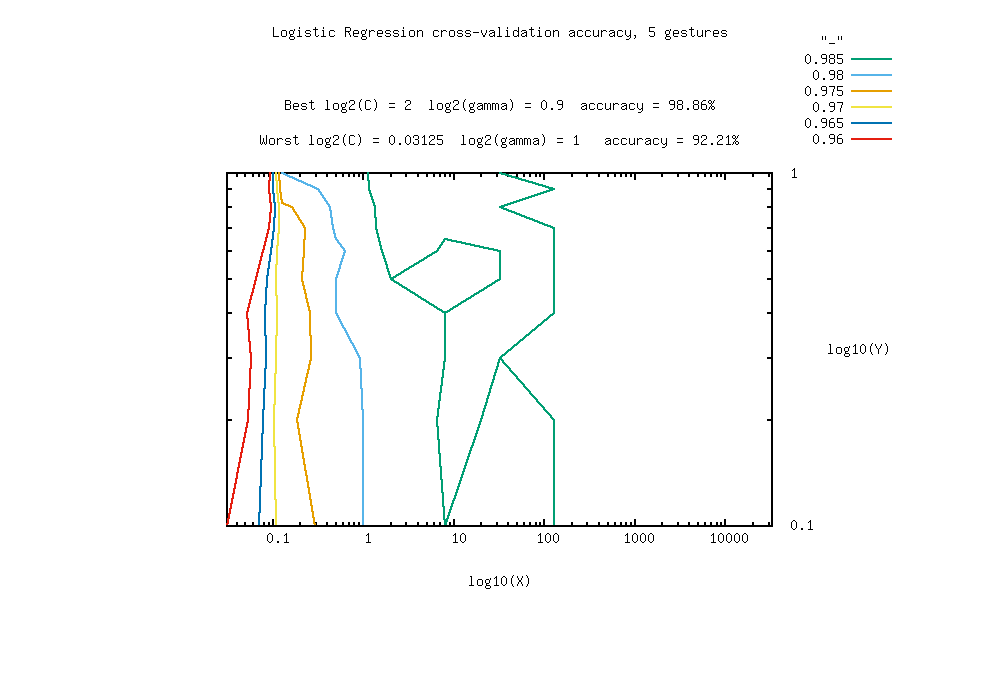 Logistic Regression cross-validation accuracy, 5 gestures
"_"
0.985
0.98
0.975
0.97
0.965
0.96
Best log2(C) = 2  log2(gamma) = 0.9  accuracy = 98.86%
Worst log2(C) = 0.03125  log2(gamma) = 1   accuracy = 92.21%
1
log10(Y)
0.1
0.1 1 10 100 1000 10000
log10(X)